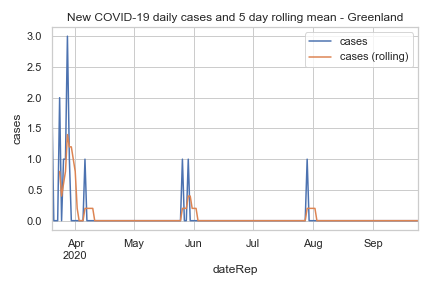 New COVID-19 daily cases and 5 day rolling mean - Greenland
cases
cases (rolling)
3.0
2.5
2.0
1.5
1.0
0.5
0.0
cases
Apr May Jun Jul Aug Sep
2020
dateRep